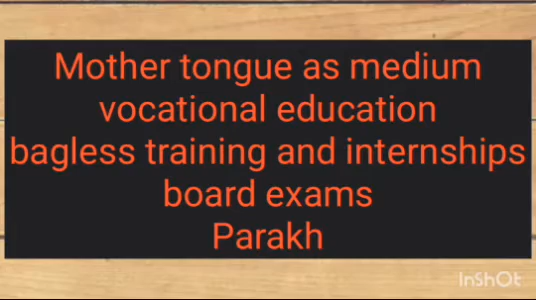 Mother tongue as medium
vocational education
bagless training and internships
board exams
Parakh
InShOt